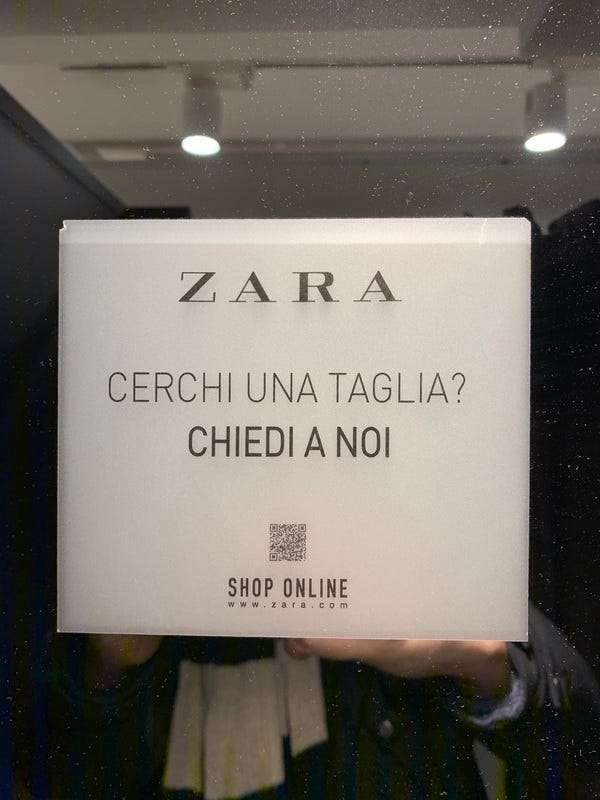 ZARA
CERCHI UNA TAGLIA?
CHIEDI A NOI
SHOP ONLINE
www.zara.com